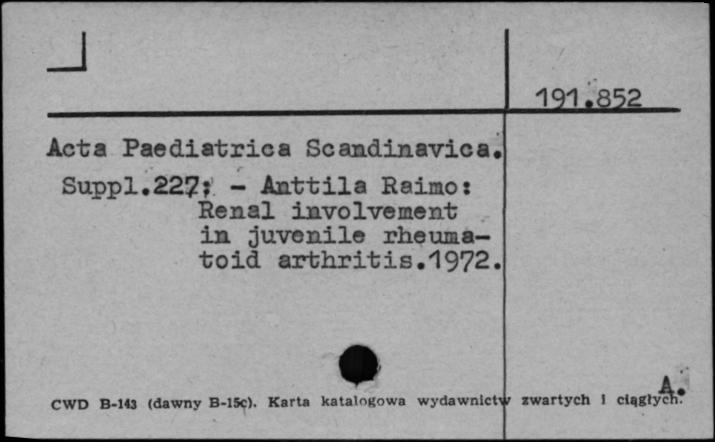 191.852
Acta Paediatrica Scandinavica.
Suppl.227: - Anttila Raimo:
Renal involvement
in juvenile rheuma-
toid arthritis.1972.
A.
CWD B-143 (dawny B-15c). Karta katalogowa wydawnictw zwartych i ciągłych.